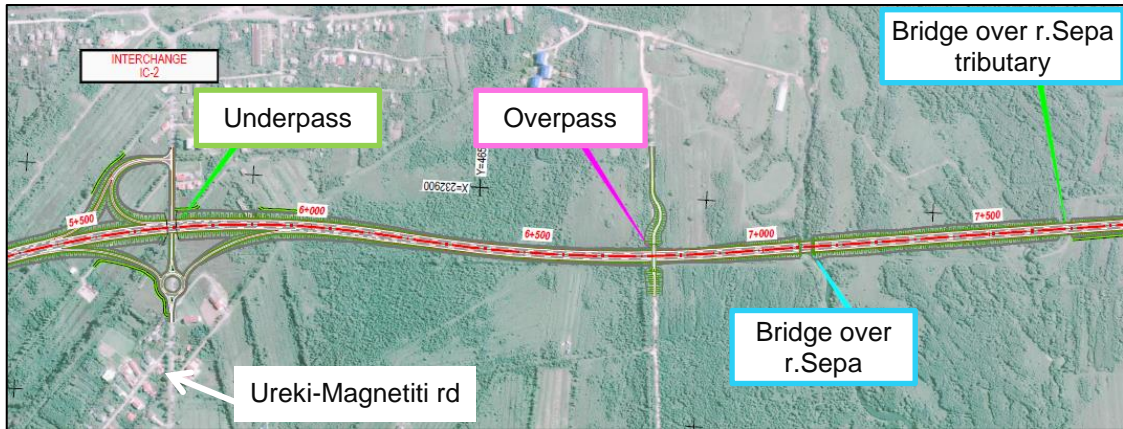 INTERCHANGE
IC-2
Underpass
Overpass
Bridge over r.Sepa
tributary
X=232900
5+500
6+000
6+500
7+000
7+500
Bridge over
r.Sepa
Ureki-Magnetiti rd